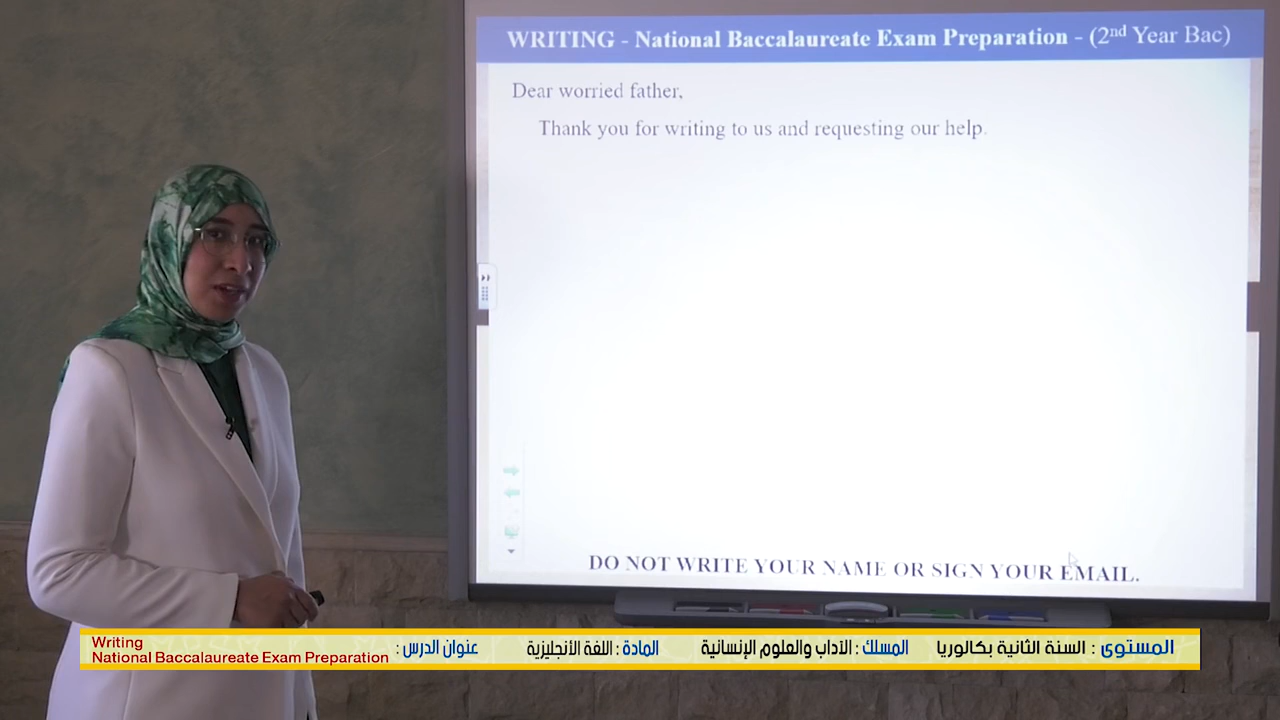 WRITING - National Baccalaureate Exam Preparation - (2nd Year Bac)
Dear worried father,
Thank you for writing to us and requesting our help.
DO NOT WRITE YOUR NAME OR SIGN YOUR EMAIL.
المستوى : السنة الثانية بكالوريا المسلك : الآداب والعلوم الإنسانية المادة : اللغة الأنجليزية عنوان الدرس :
Writing
National Baccalaureate Exam Preparation